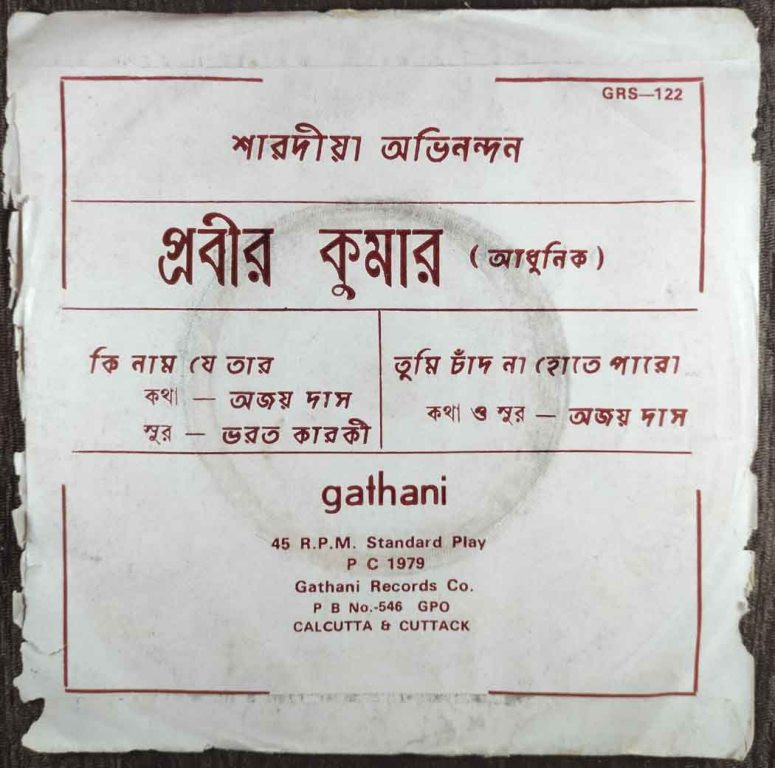 GRS—122
শারদীয়া অভিনন্দন
প্রবীর কুমার (আধুনিক)
কি নাম যে তার
কথা — অজয় দাস
সুর — ভরত কারকী
তুমি চাঁদ না হোতে পারো
কথা ও সুর — অজয় দাস
gathani
45 R.P.M. Standard Play
P C 1979
Gathani Records Co.
P B No.-546 GPO
CALCUTTA & CUTTACK